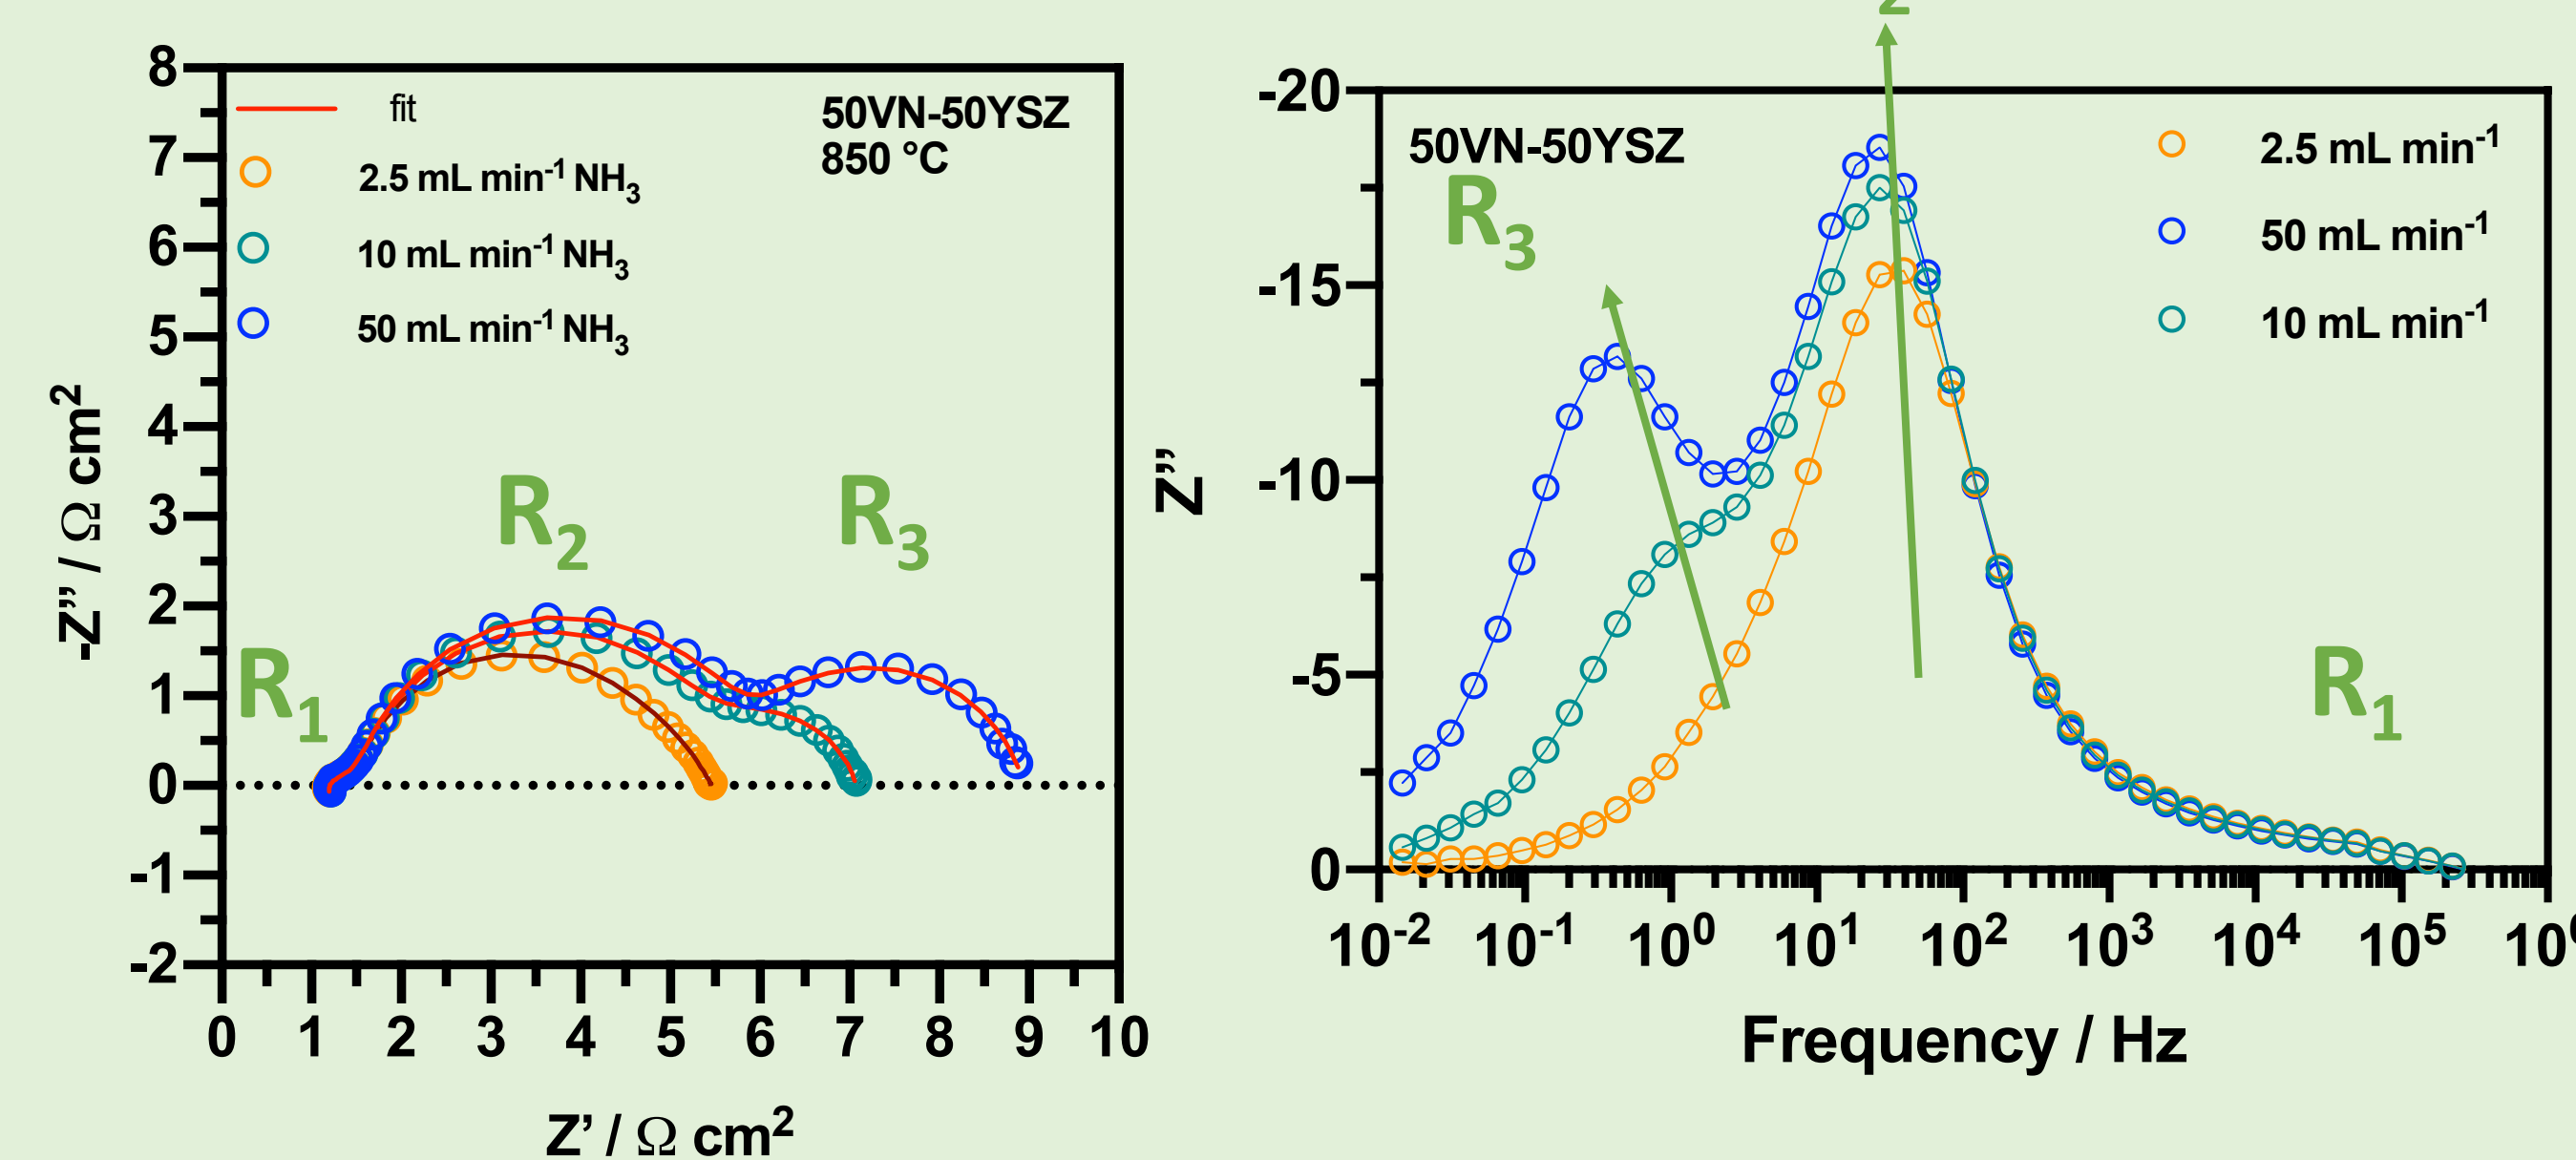 fit
50VN-50YSZ
850 °C
2.5 mL min⁻¹ NH₃
10 mL min⁻¹ NH₃
50 mL min⁻¹ NH₃
R₁
R₂
R₃
-Z” / Ω cm²
8
7
6
5
4
3
2
1
0
-1
-2
0 1 2 3 4 5 6 7 8 9 10
Z’ / Ω cm²
2
50VN-50YSZ
R₃
2.5 mL min⁻¹
50 mL min⁻¹
10 mL min⁻¹
R₁
Z”
-20
-15
-10
-5
0
10⁻² 10⁻¹ 10⁰ 10¹ 10² 10³ 10⁴ 10⁵ 10
Frequency / Hz